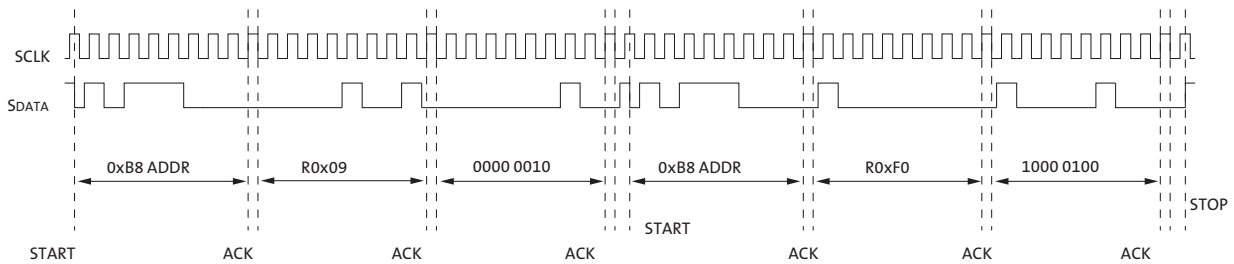 SCLK
SDATA
0xB8 ADDR R0x09 0000 0010 0xB8 ADDR R0xF0 1000 0100
STOP
START
START ACK ACK ACK ACK ACK ACK